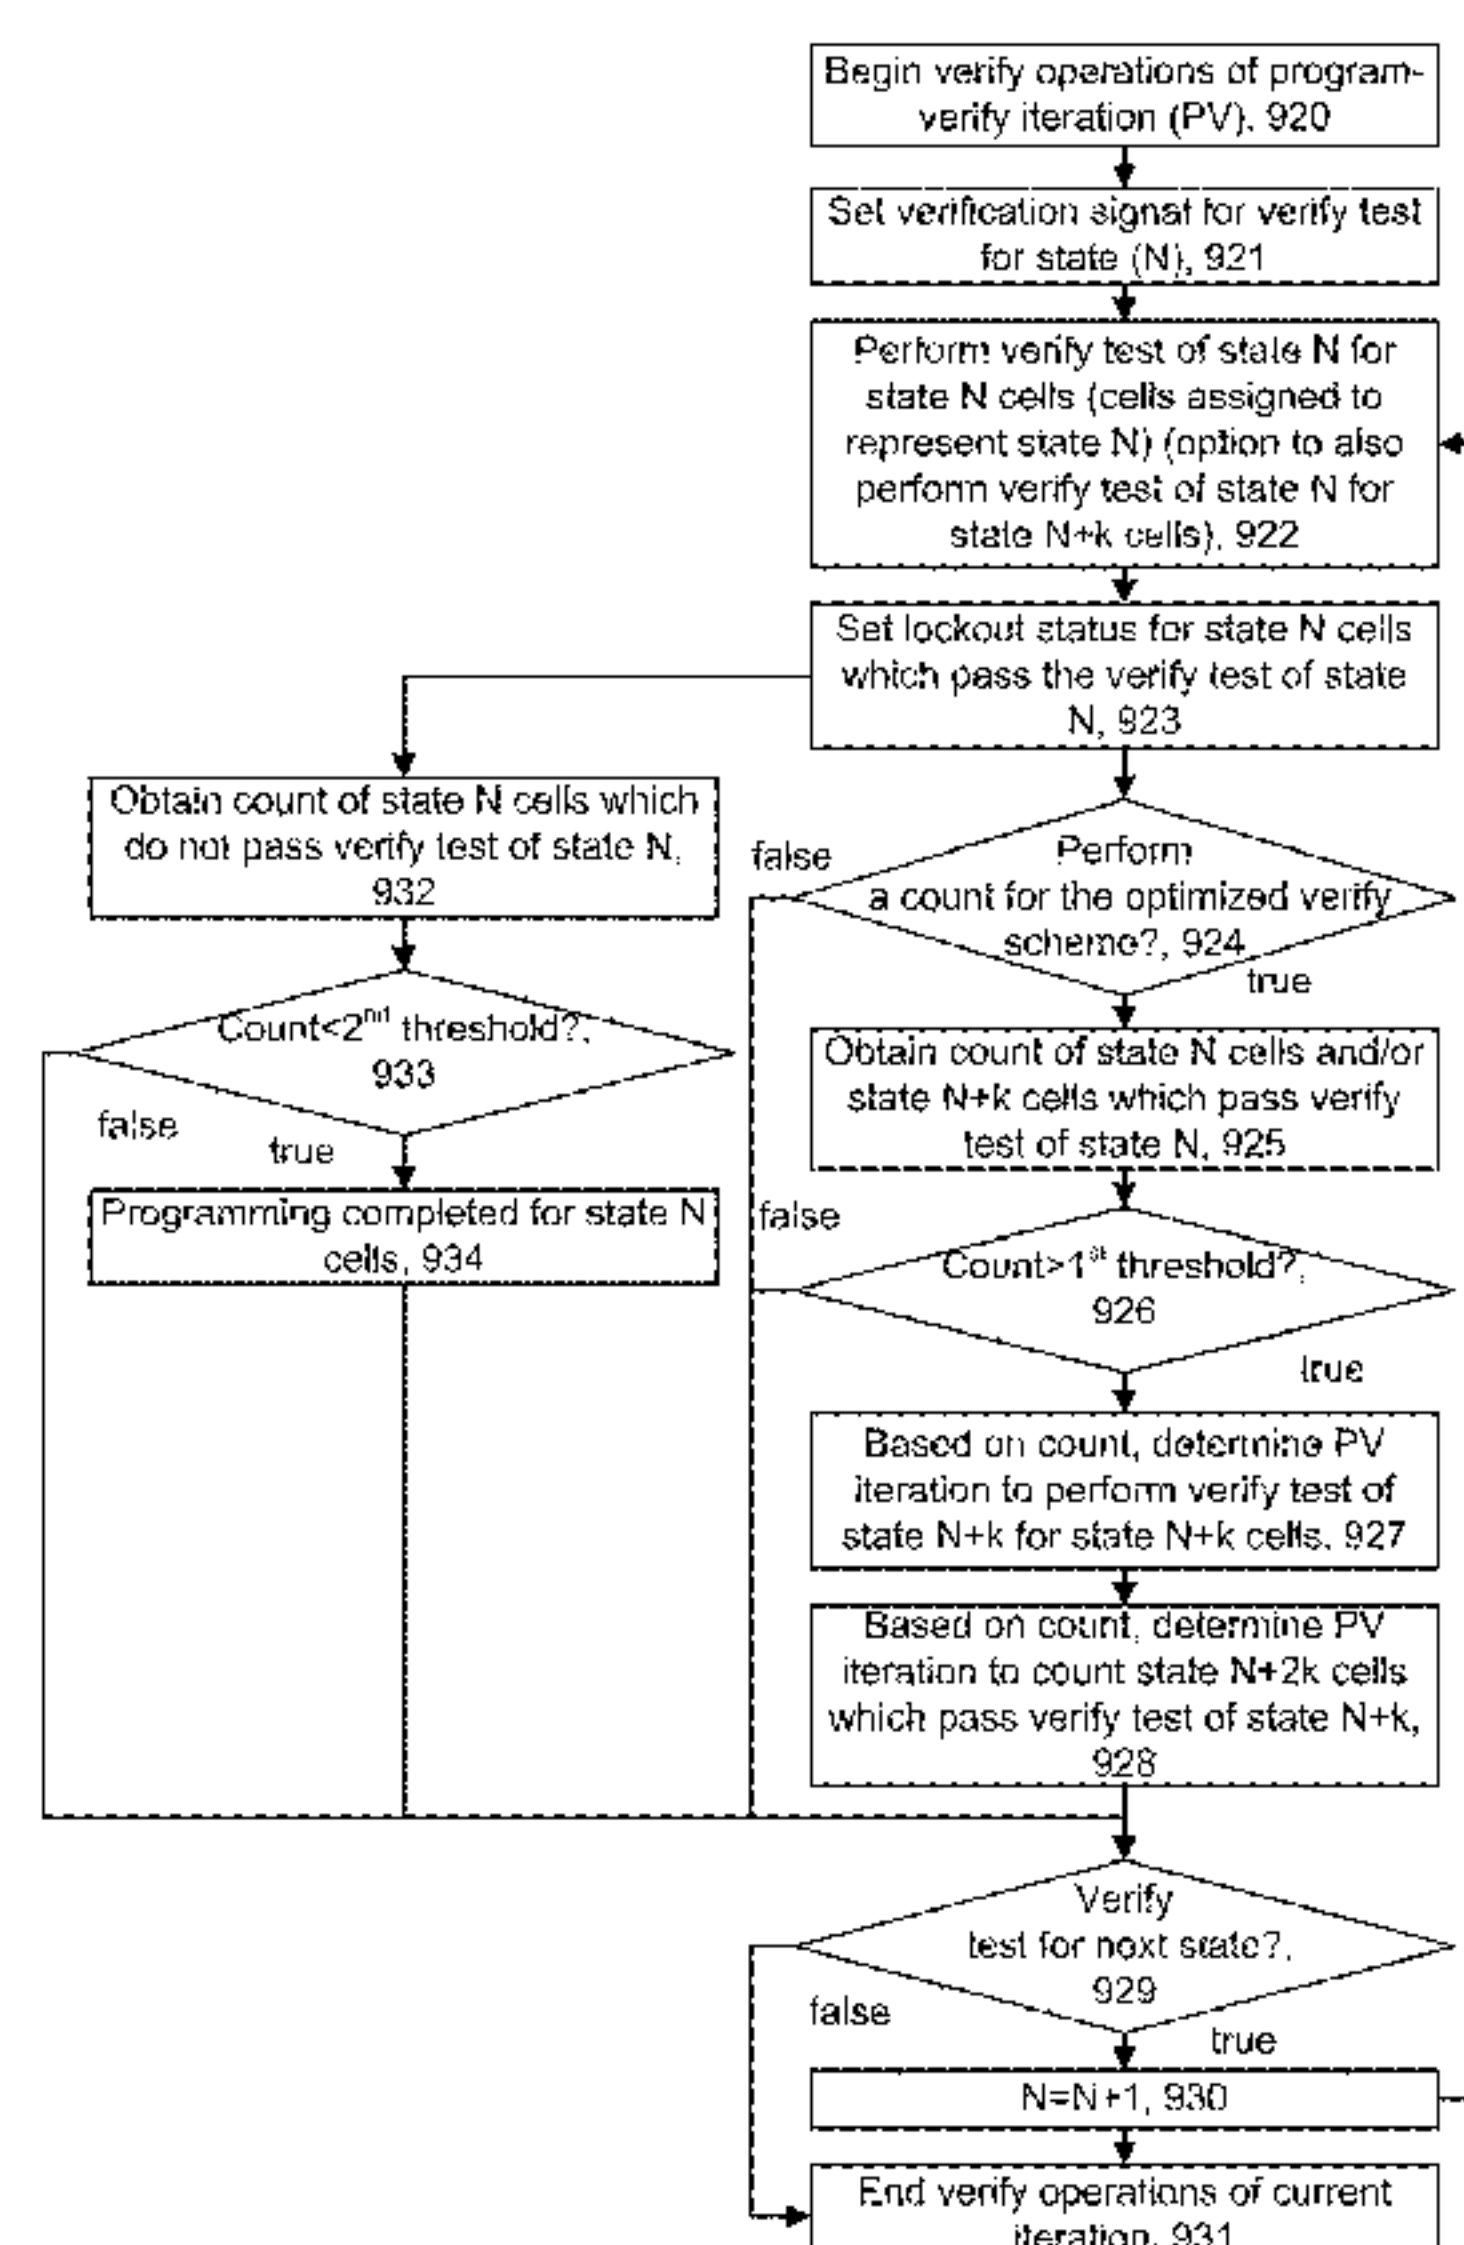 Begin verify operations of program-
verify iteration (PV), 920
Set verification signal for verify test
for state (N), 921
Perform verify test of state N for
state N cells (cells assigned to
represent state N) (option to also
perform verify test of state N for
state N+k cells), 922
Set lockout status for state N cells
which pass the verify test of state
N, 923
Obtain count of state N cells which
do not pass verify test of state N,
932
false
Perform
a count for the optimized verify
scheme?, 924
true
Count<2nd threshold?,
933
false
true
Obtain count of state N cells and/or
state N+k cells which pass verify
test of state N, 925
Programming completed for state N
cells, 934
false
Count>1st threshold?,
926
true
Based on count, determine PV
iteration to perform verify test of
state N+k for state N+k cells, 927
Based on count, determine PV
iteration to count state N+2k cells
which pass verify test of state N+k,
928
Verify
test for next state?,
929
false
true
N=N+1, 930
End verify operations of current
iteration, 931